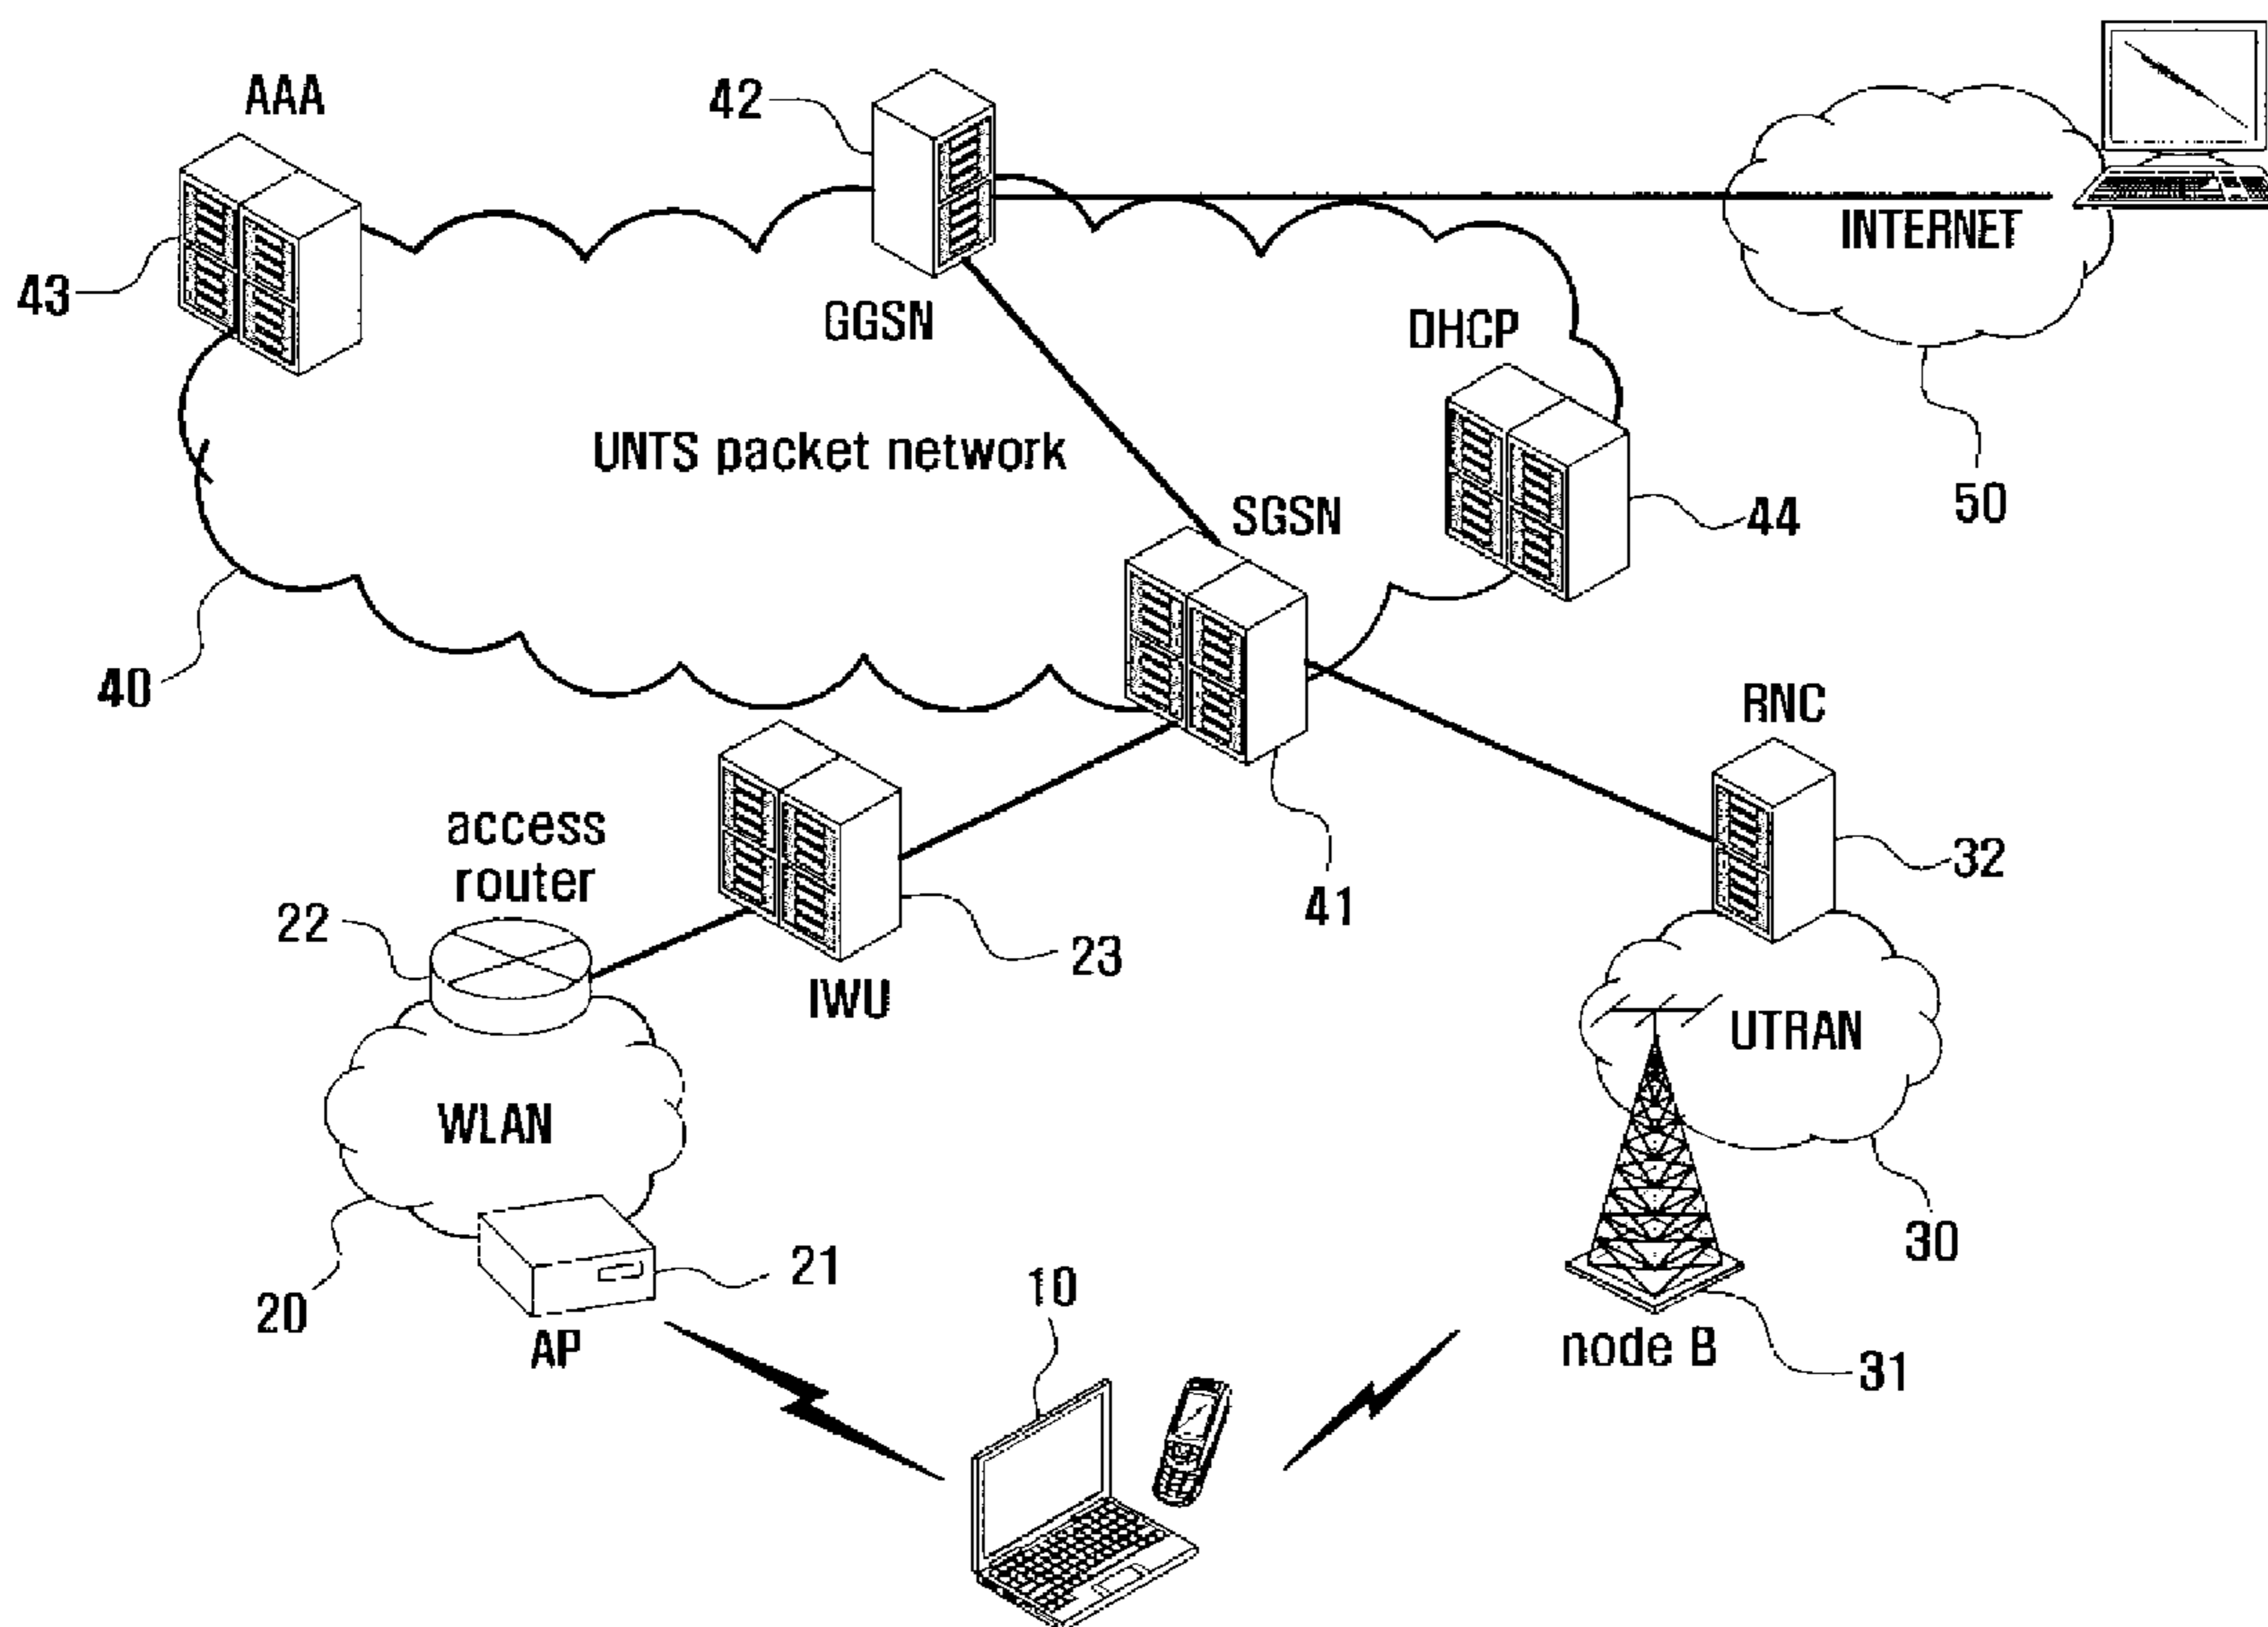 AAA
42
INTERNET
43
GGSN
DHCP
UNTS packet network
50
SGSN
44
40
RNC
access
router
32
41
22
23
IWU
UTRAN
WLAN
30
21
10
20
AP
node B
31